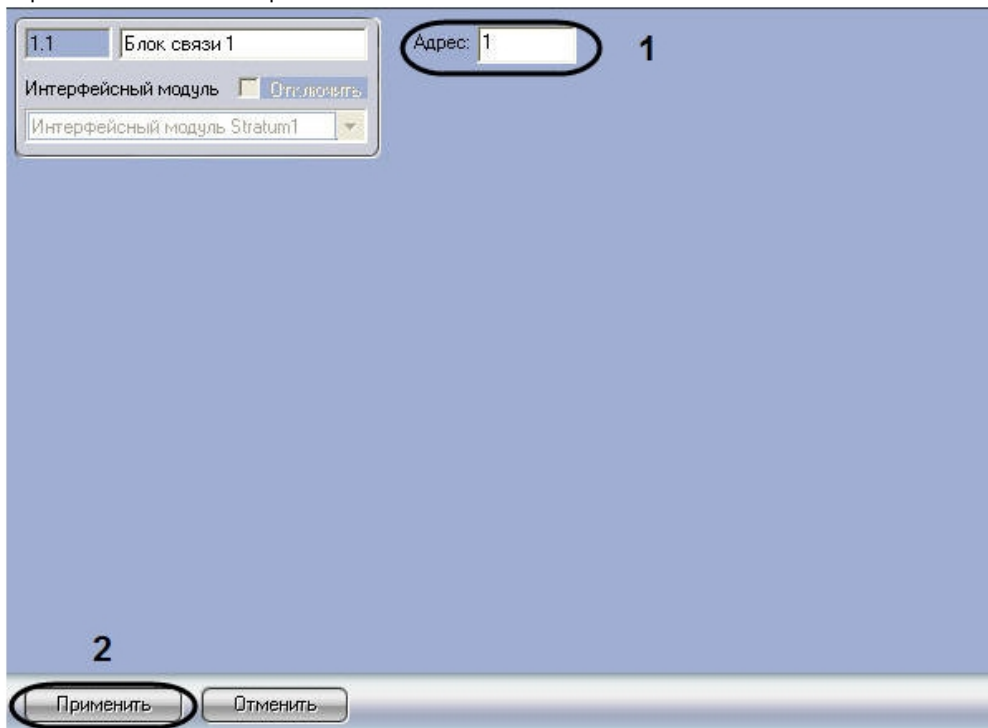 1.1 Блок связи 1
Адрес: 1
1
Интерфейсный модуль Отключить
Интерфейсный модуль Stratum1
2
Применить Отменить